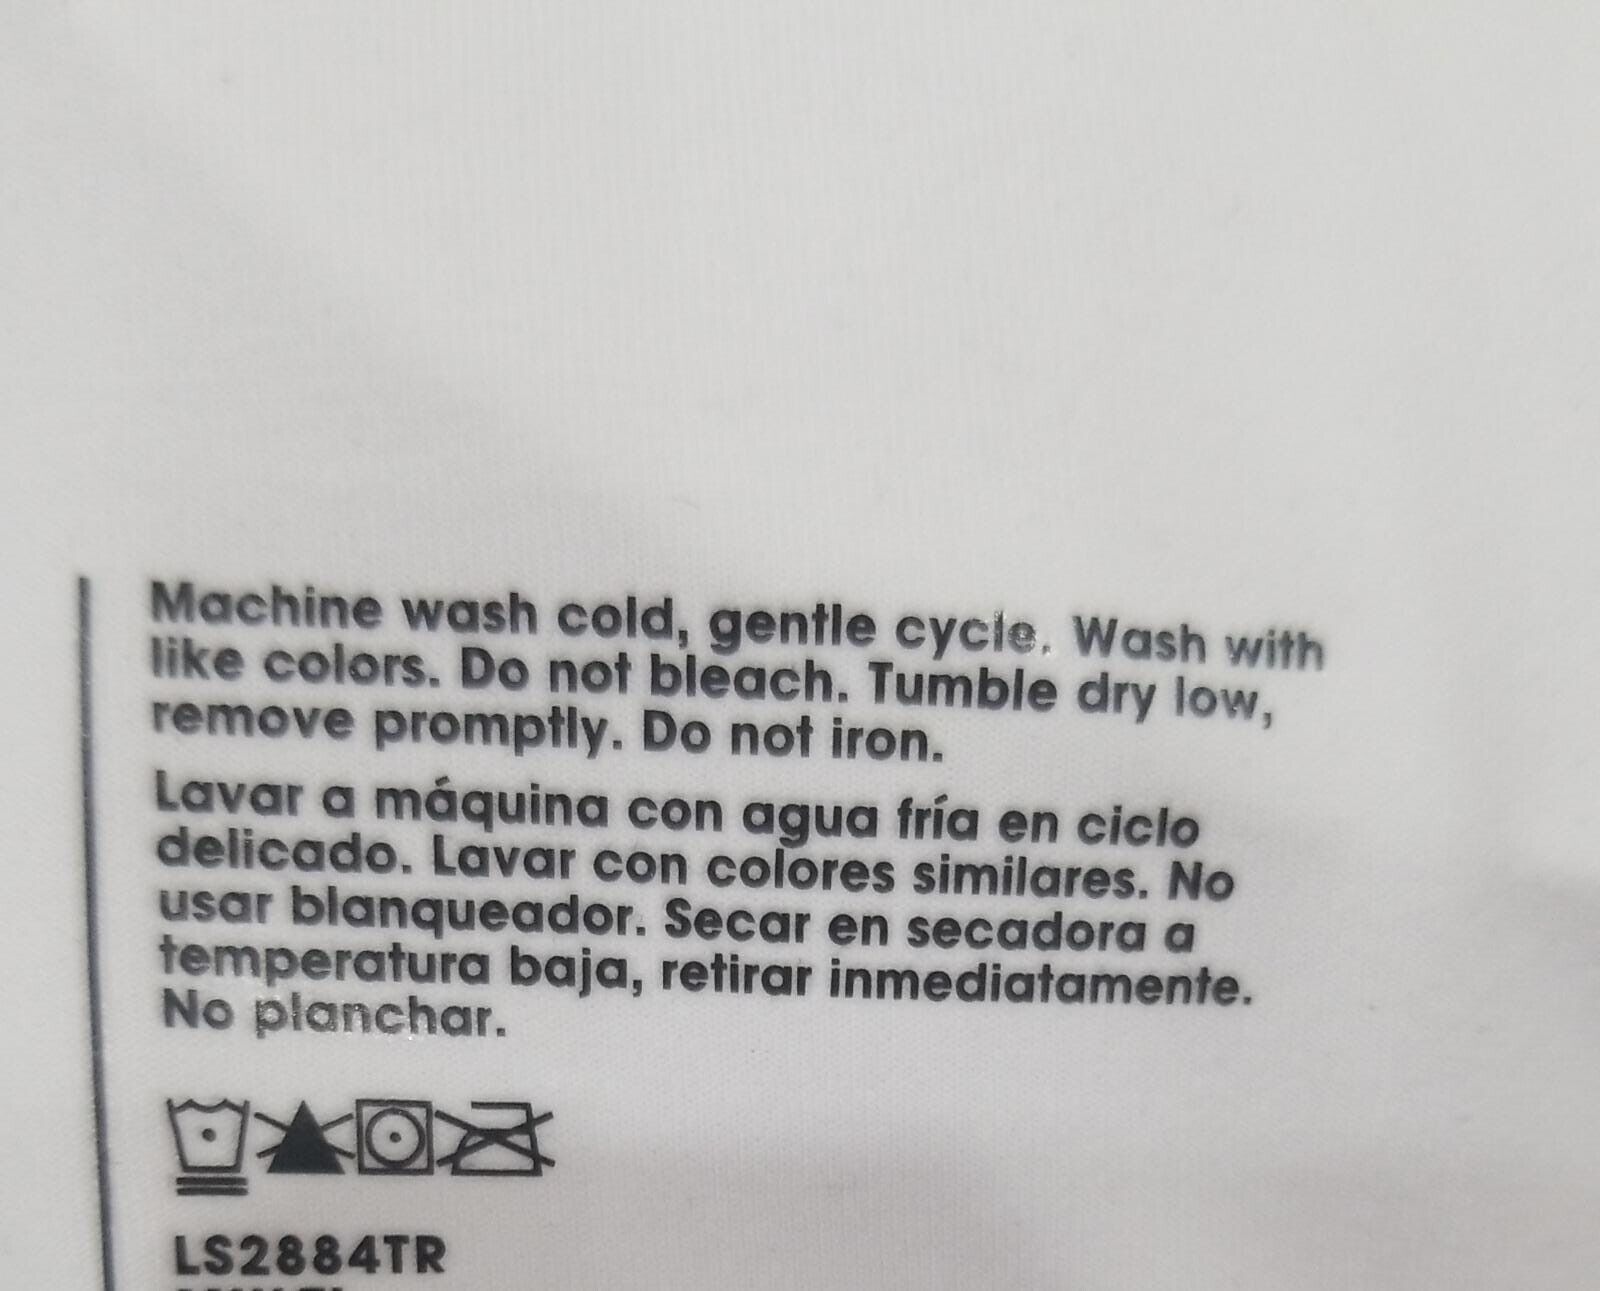 Machine wash cold, gentle cycle. Wash with
like colors. Do not bleach. Tumble dry low,
remove promptly. Do not iron.
Lavar a máquina con agua fría en ciclo
delicado. Lavar con colores similares. No
usar blanqueador. Secar en secadora a
temperatura baja, retirar inmediatamente.
No planchar.
LS2884TR